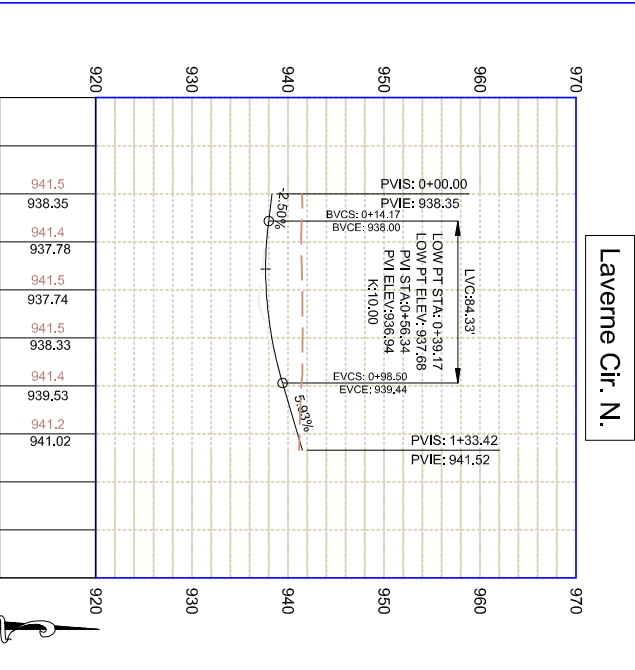 Laverne Cir. N.
920
930
940
950
960
970
PVIS: 0+00.00
PVIE: 938.35
-2.50%
BVCS: 0+14.17
BVCE: 938.00
LVC:84.33'
LOW PT STA: 0+39.17
LOW PT ELEV: 937.68
PVI STA:0+56.34
PVI ELEV:936.94
K:10.00
EVCS: 0+98.50
EVCE: 939.44
5.93%
PVIS: 1+33.42
PVIE: 941.52
941.5
938.35
941.4
937.78
941.5
937.74
941.5
938.33
941.4
939.53
941.2
941.02
920
930
940
950
960
970